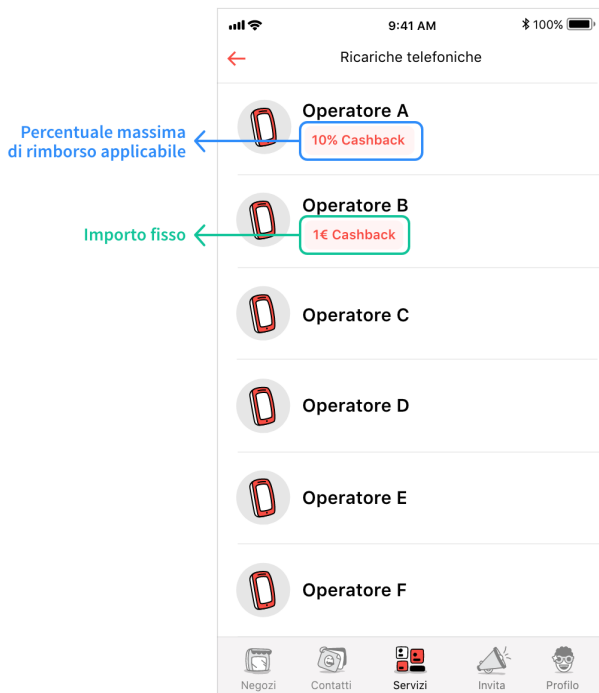 9:41 AM
100%
Ricariche telefoniche
Operatore A
10% Cashback
Percentuale massima
di rimborso applicabile
Operatore B
1€ Cashback
Importo fisso
Operatore C
Operatore D
Operatore E
Operatore F
Negozi
Contatti
Servizi
Invita
Profilo